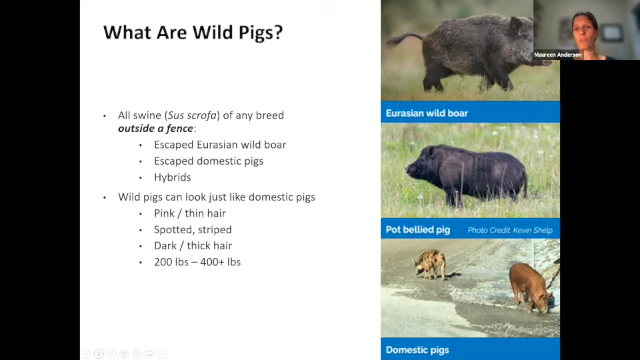 What Are Wild Pigs?
• All swine (Sus scrofa) of any breed
outside a fence:
• Escaped Eurasian wild boar
• Escaped domestic pigs
• Hybrids
• Wild pigs can look just like domestic pigs
• Pink / thin hair
• Spotted, striped
• Dark / thick hair
• 200 lbs – 400+ lbs
Maureen Anderson
Eurasian wild boar
Pot bellied pig Photo Credit: Kevin Shelp
Domestic pigs